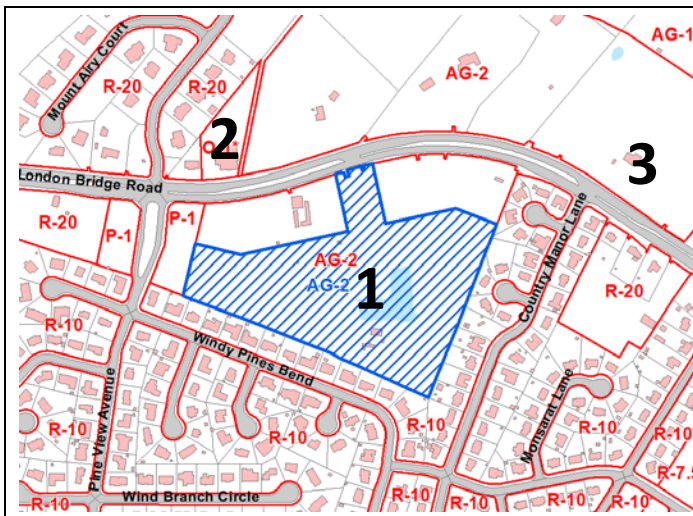 Mount Airy Court
R-20
R-20
AG-2
AG-1
2
3
London Bridge Road
R-20
P-1
P-1
AG-2
AG-2
1
Country Manor Lane
R-20
R-10
Windy Pines Bend
Pine View Avenue
R-10
R-10
R-10
R-10
Monsarat Lane
R-10
R-10
R-7.5
R-10
R-10
R-10
R-10
Wind Branch Circle
R-10